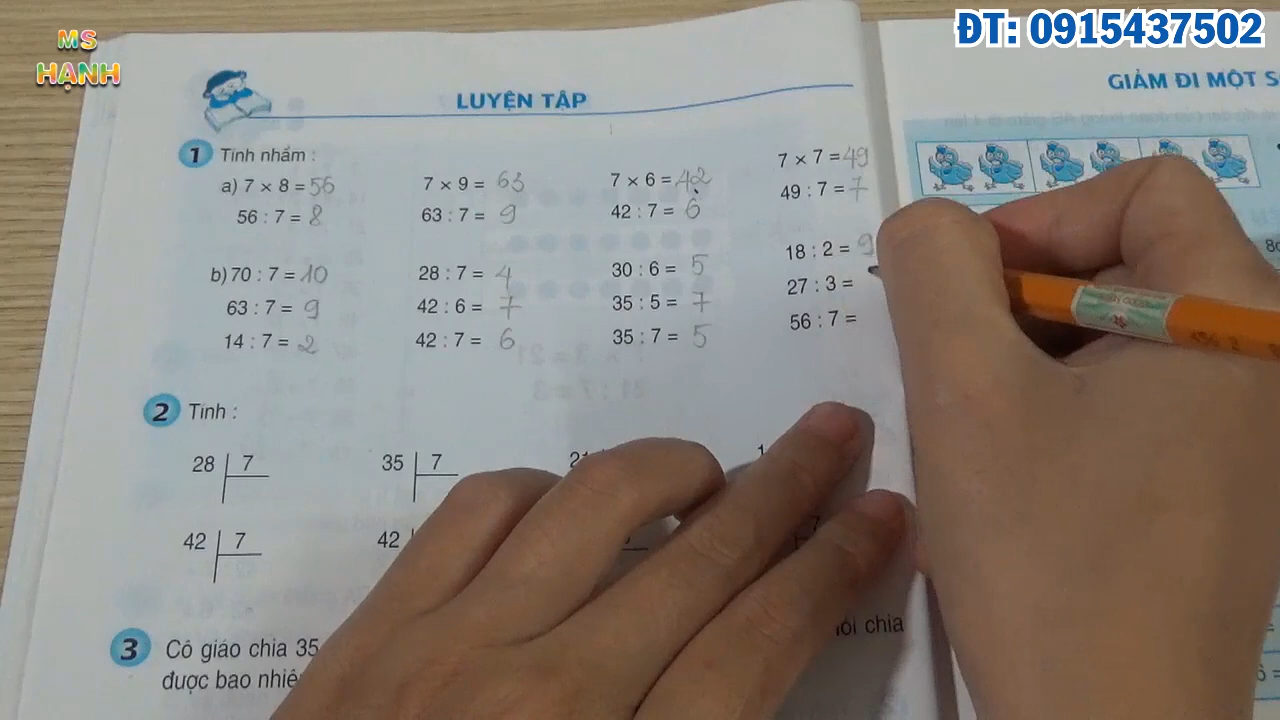 MS
HẠNH
ĐT: 0915437502
LUYỆN TẬP
1 Tính nhẩm :
a) 7 × 8 = 56
7 × 9 = 63
7 × 6 = 42
7 × 7 = 49
56 : 7 = 8
63 : 7 = 9
42 : 7 = 6
49 : 7 = 7
b) 70 : 7 = 10
28 : 7 = 4
30 : 6 = 5
18 : 2 = 9
63 : 7 = 9
42 : 6 = 7
35 : 5 = 7
27 : 3 =
14 : 7 = 2
42 : 7 = 6
35 : 7 = 5
56 : 7 =
2 Tính :
28 7
35 7
42 7
42
3 Cô giáo chia 35
chia
được bao
GIẢM ĐI MỘT